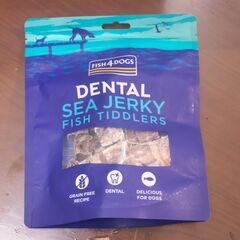 FISH4DOGS
DENTAL
SEA JERKY
FISH TIDDLERS
GRAIN FREE
RECIPE
DENTAL
DELICIOUS
FOR DOGS